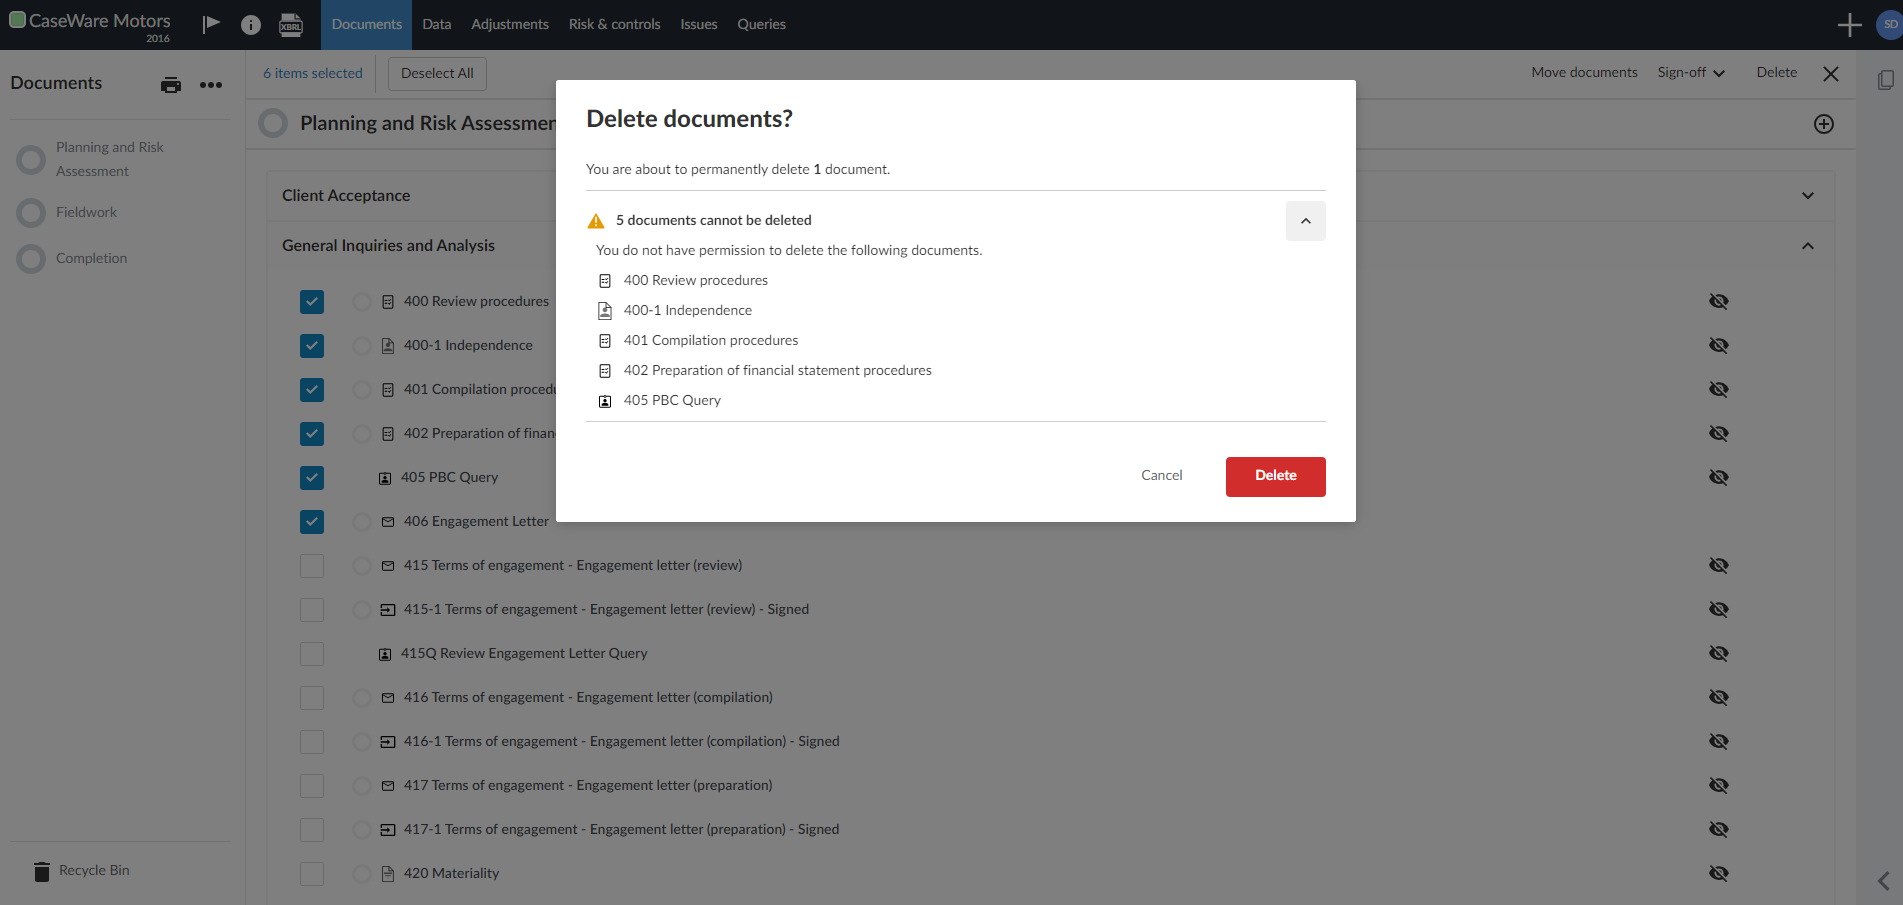 CaseWare Motors
2016
XBRL
Documents
Data
Adjustments
Risk & controls
Issues
Queries
SD
Documents
6 items selected
Deselect All
Move documents
Sign-off
Delete
Planning and Risk Assessmen
Planning and Risk
Assessment
Fieldwork
Completion
Recycle Bin
Client Acceptance
General Inquiries and Analysis
400 Review procedures
400-1 Independence
401 Compilation procedu
402 Preparation of finan
405 PBC Query
406 Engagement Letter
415 Terms of engagement - Engagement letter (review)
415-1 Terms of engagement - Engagement letter (review) - Signed
415Q Review Engagement Letter Query
416 Terms of engagement - Engagement letter (compilation)
416-1 Terms of engagement - Engagement letter (compilation) - Signed
417 Terms of engagement - Engagement letter (preparation)
417-1 Terms of engagement - Engagement letter (preparation) - Signed
420 Materiality
Delete documents?
You are about to permanently delete 1 document.
5 documents cannot be deleted
You do not have permission to delete the following documents.
400 Review procedures
400-1 Independence
401 Compilation procedures
402 Preparation of financial statement procedures
405 PBC Query
Cancel
Delete